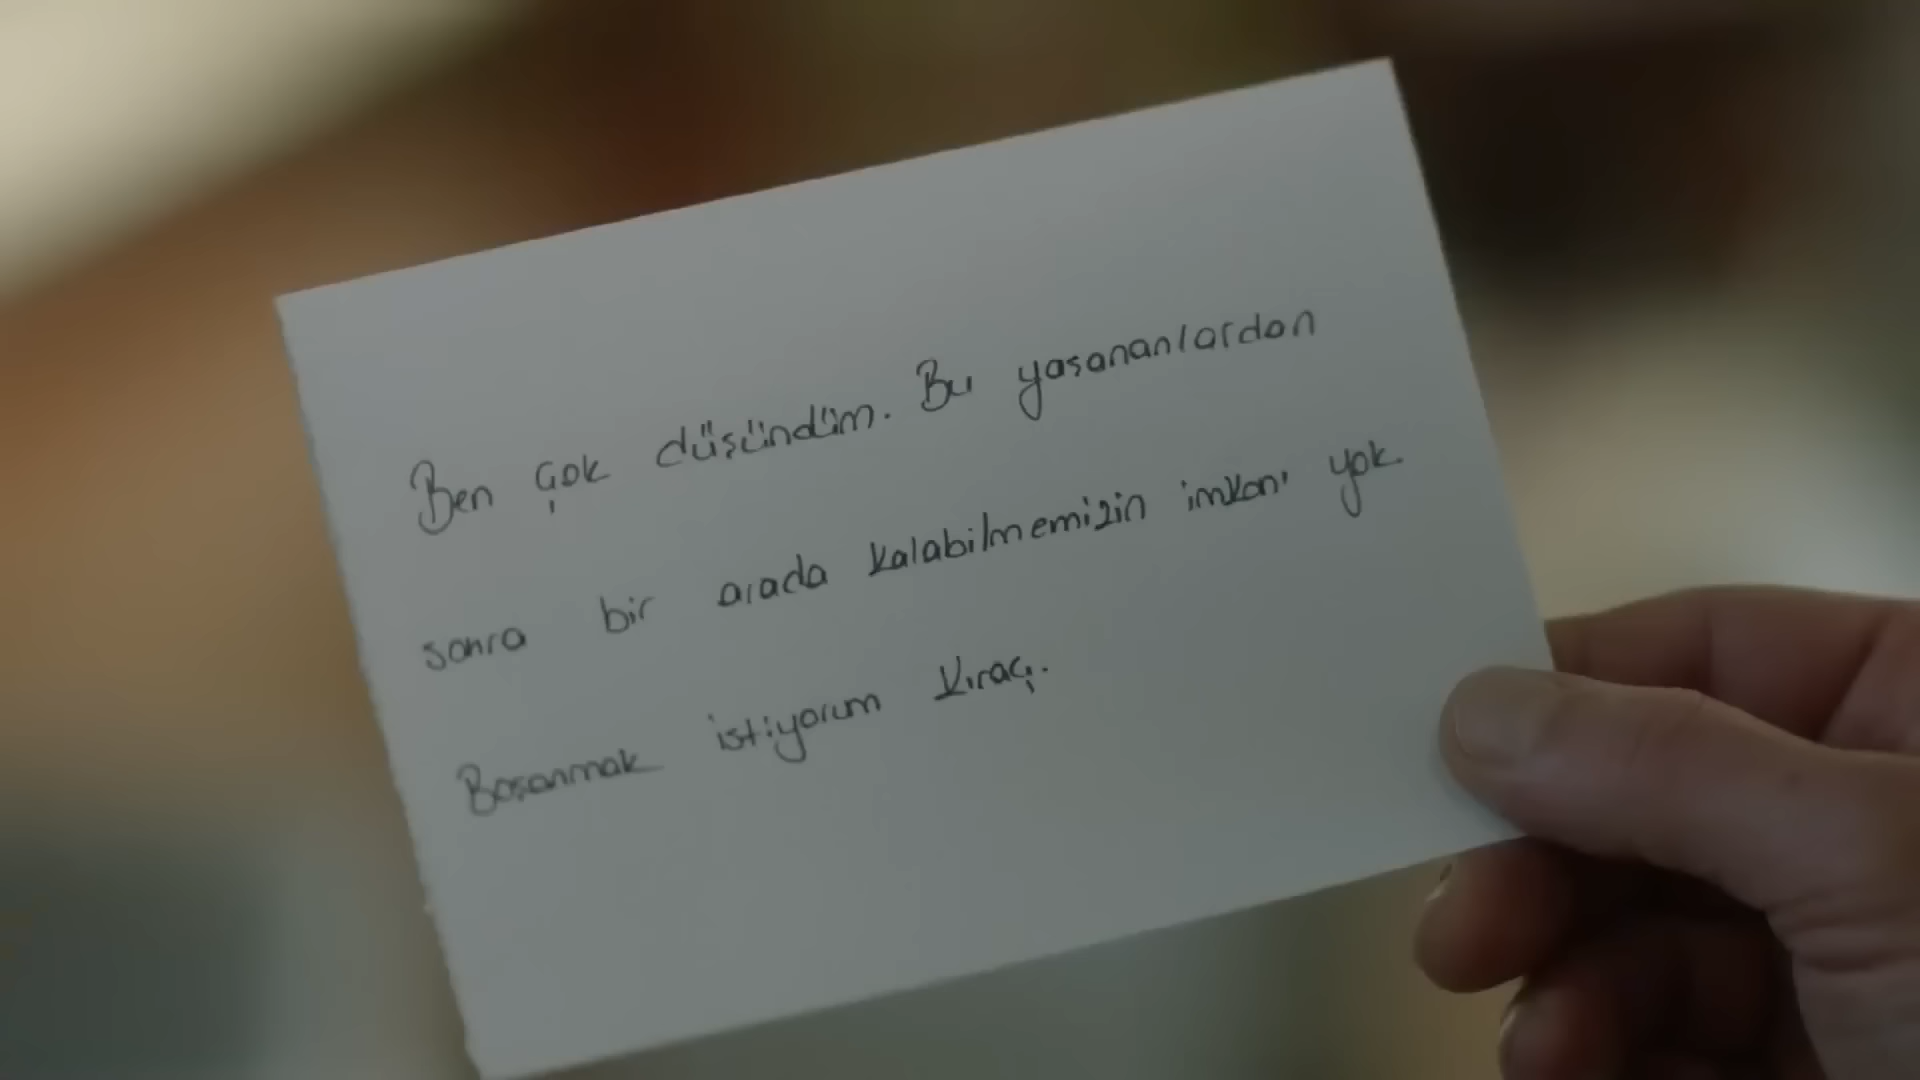 Ben çok düşündüm. Bu yaşananlardan
sonra bir arada kalabilmemizin imkanı yok.
Boşanmak istiyorum Kıraç.